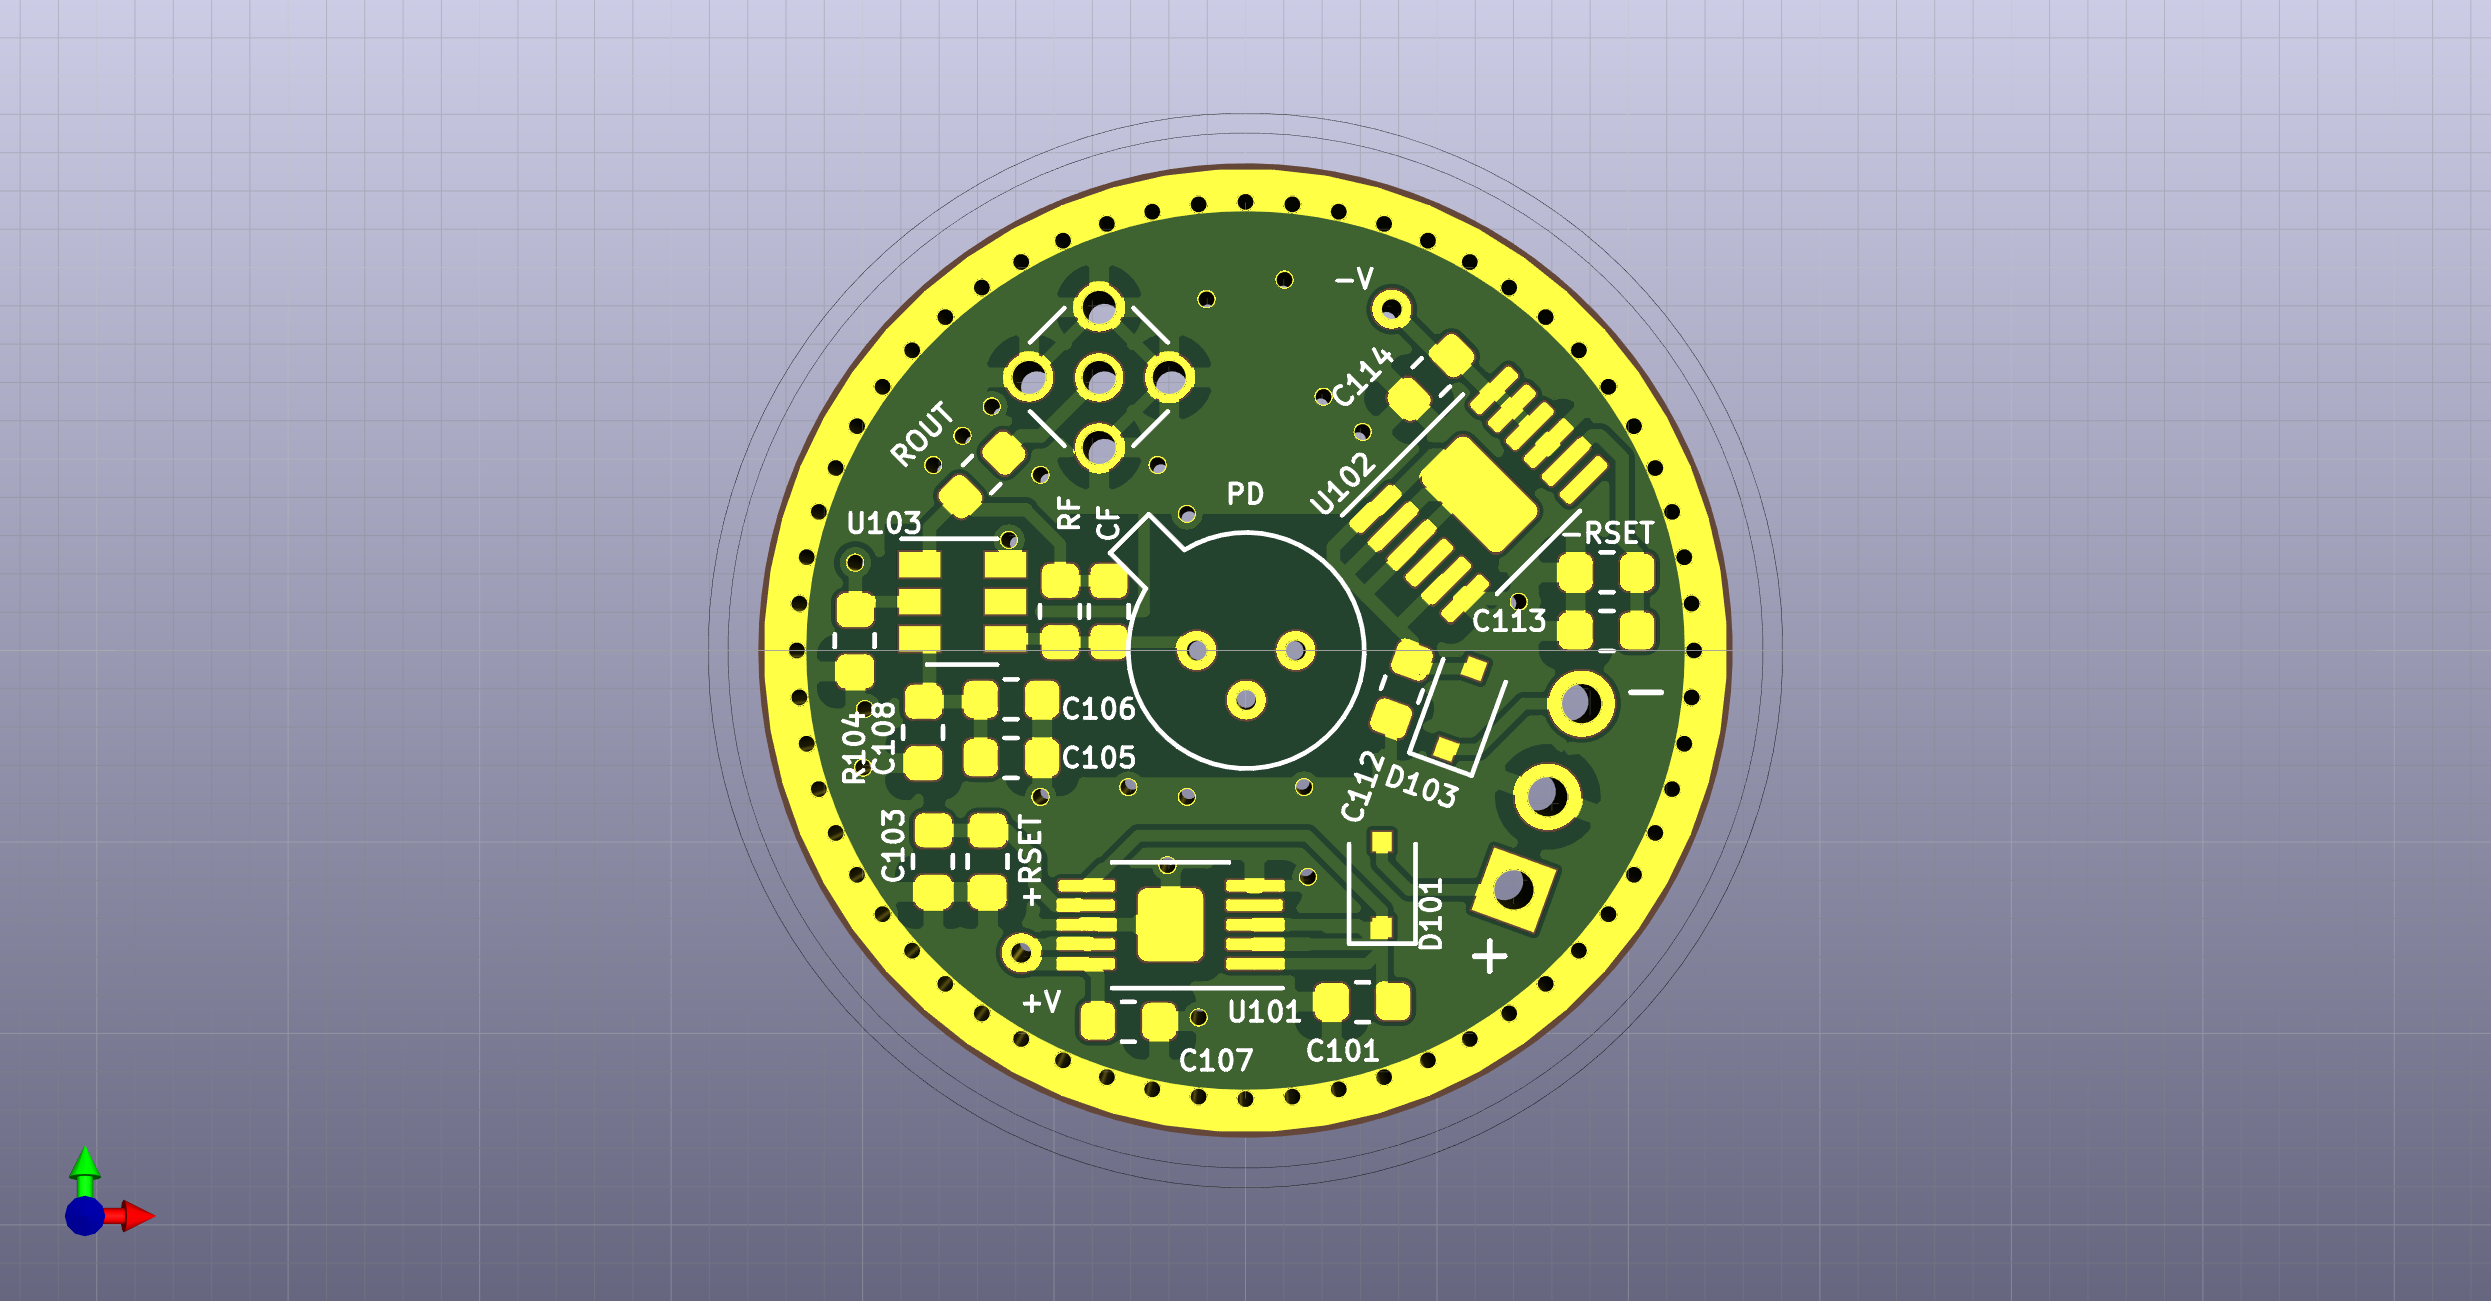 -V
C114
ROUT
U102
PD
RF
CF
U103
-RSET
C113
-
C106
R104
C108
C105
C112
D103
C103
+RSET
D101
+
+V
U101
C101
C107